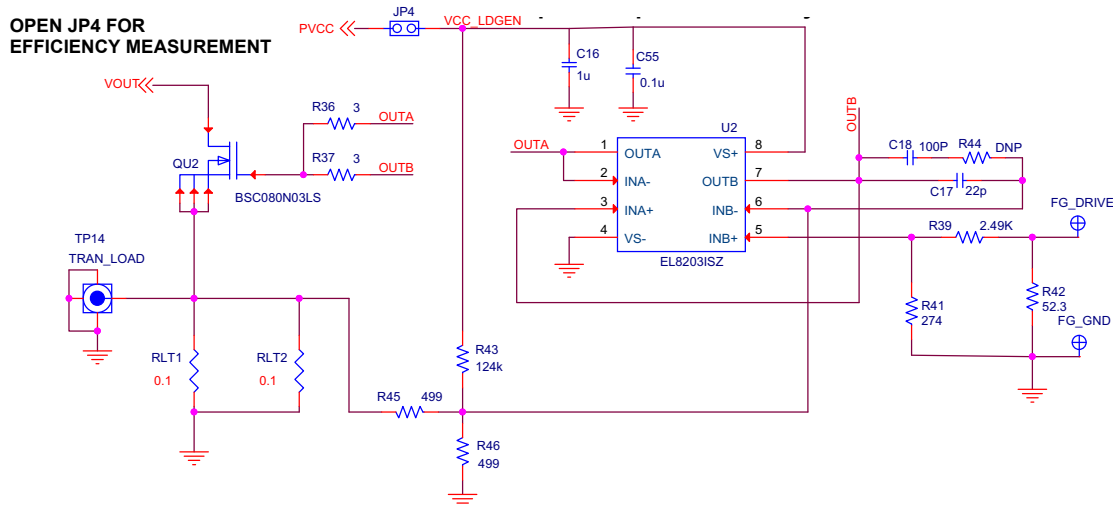 OPEN JP4 FOR
EFFICIENCY MEASUREMENT
JP4
PVCC
VCC_LDGEN
C16
1u
C55
0.1u
VOUT
R36 3
OUTA
R37 3
OUTB
QU2
BSC080N03LS
TP14
TRAN_LOAD
RLT1
0.1
RLT2
0.1
R45 499
R43
124k
R46
499
OUTA
U2
1 OUTA
2 INA-
3 INA+
4 VS-
VS+ 8
OUTB 7
INB- 6
INB+ 5
EL8203ISZ
OUTB
C18 100P
R44
DNP
C17 22p
R39 2.49K
FG_DRIVE
R41
274
R42
52.3
FG_GND